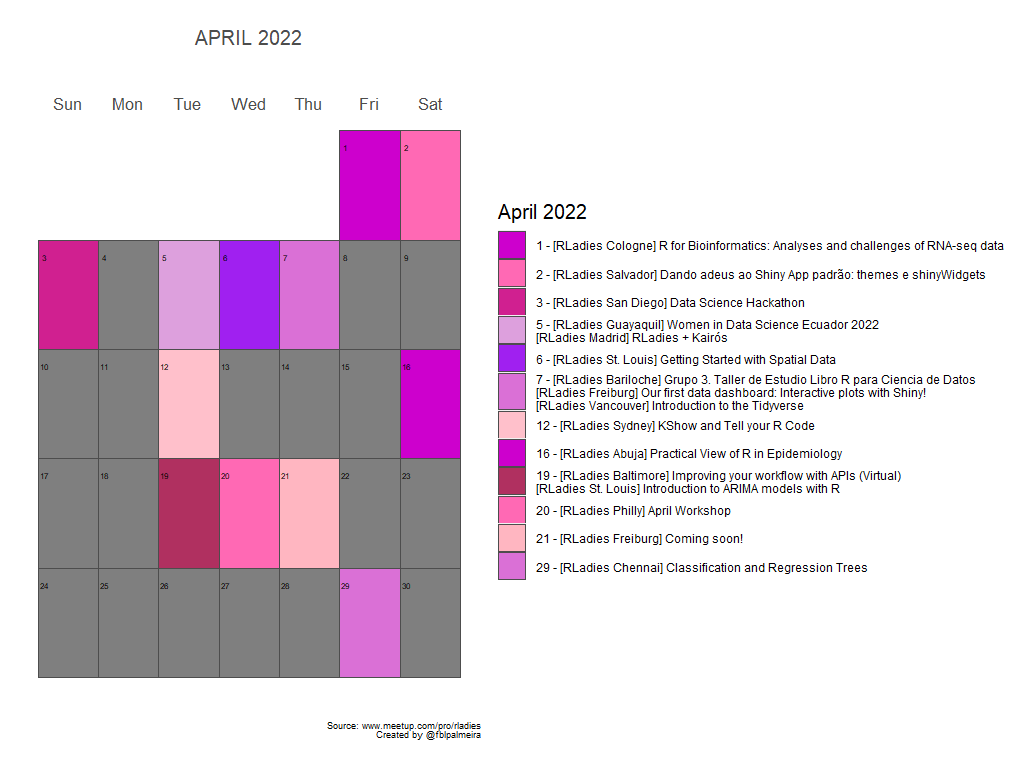 APRIL 2022
Sun Mon Tue Wed Thu Fri Sat
1 2
3 4 5 6 7 8 9
10 11 12 13 14 15 16
17 18 19 20 21 22 23
24 25 26 27 28 29 30
April 2022
1 - [RLadies Cologne] R for Bioinformatics: Analyses and challenges of RNA-seq data
2 - [RLadies Salvador] Dando adeus ao Shiny App padrão: themes e shinyWidgets
3 - [RLadies San Diego] Data Science Hackathon
5 - [RLadies Guayaquil] Women in Data Science Ecuador 2022
[RLadies Madrid] RLadies + Kairós
6 - [RLadies St. Louis] Getting Started with Spatial Data
7 - [RLadies Bariloche] Grupo 3. Taller de Estudio Libro R para Ciencia de Datos
[RLadies Freiburg] Our first data dashboard: Interactive plots with Shiny!
[RLadies Vancouver] Introduction to the Tidyverse
12 - [RLadies Sydney] KShow and Tell your R Code
16 - [RLadies Abuja] Practical View of R in Epidemiology
19 - [RLadies Baltimore] Improving your workflow with APIs (Virtual)
[RLadies St. Louis] Introduction to ARIMA models with R
20 - [RLadies Philly] April Workshop
21 - [RLadies Freiburg] Coming soon!
29 - [RLadies Chennai] Classification and Regression Trees
Source: www.meetup.com/pro/rladies
Created by @fblpalmeira